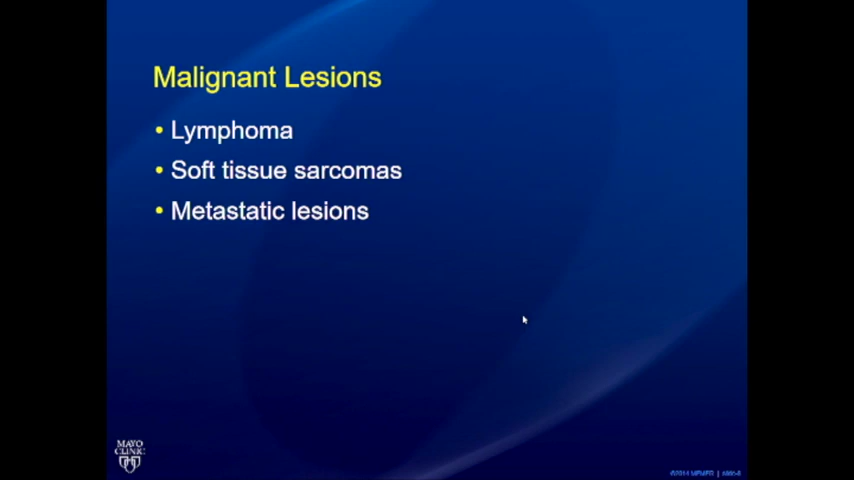 Malignant Lesions
• Lymphoma
• Soft tissue sarcomas
• Metastatic lesions
MAYO
CLINIC